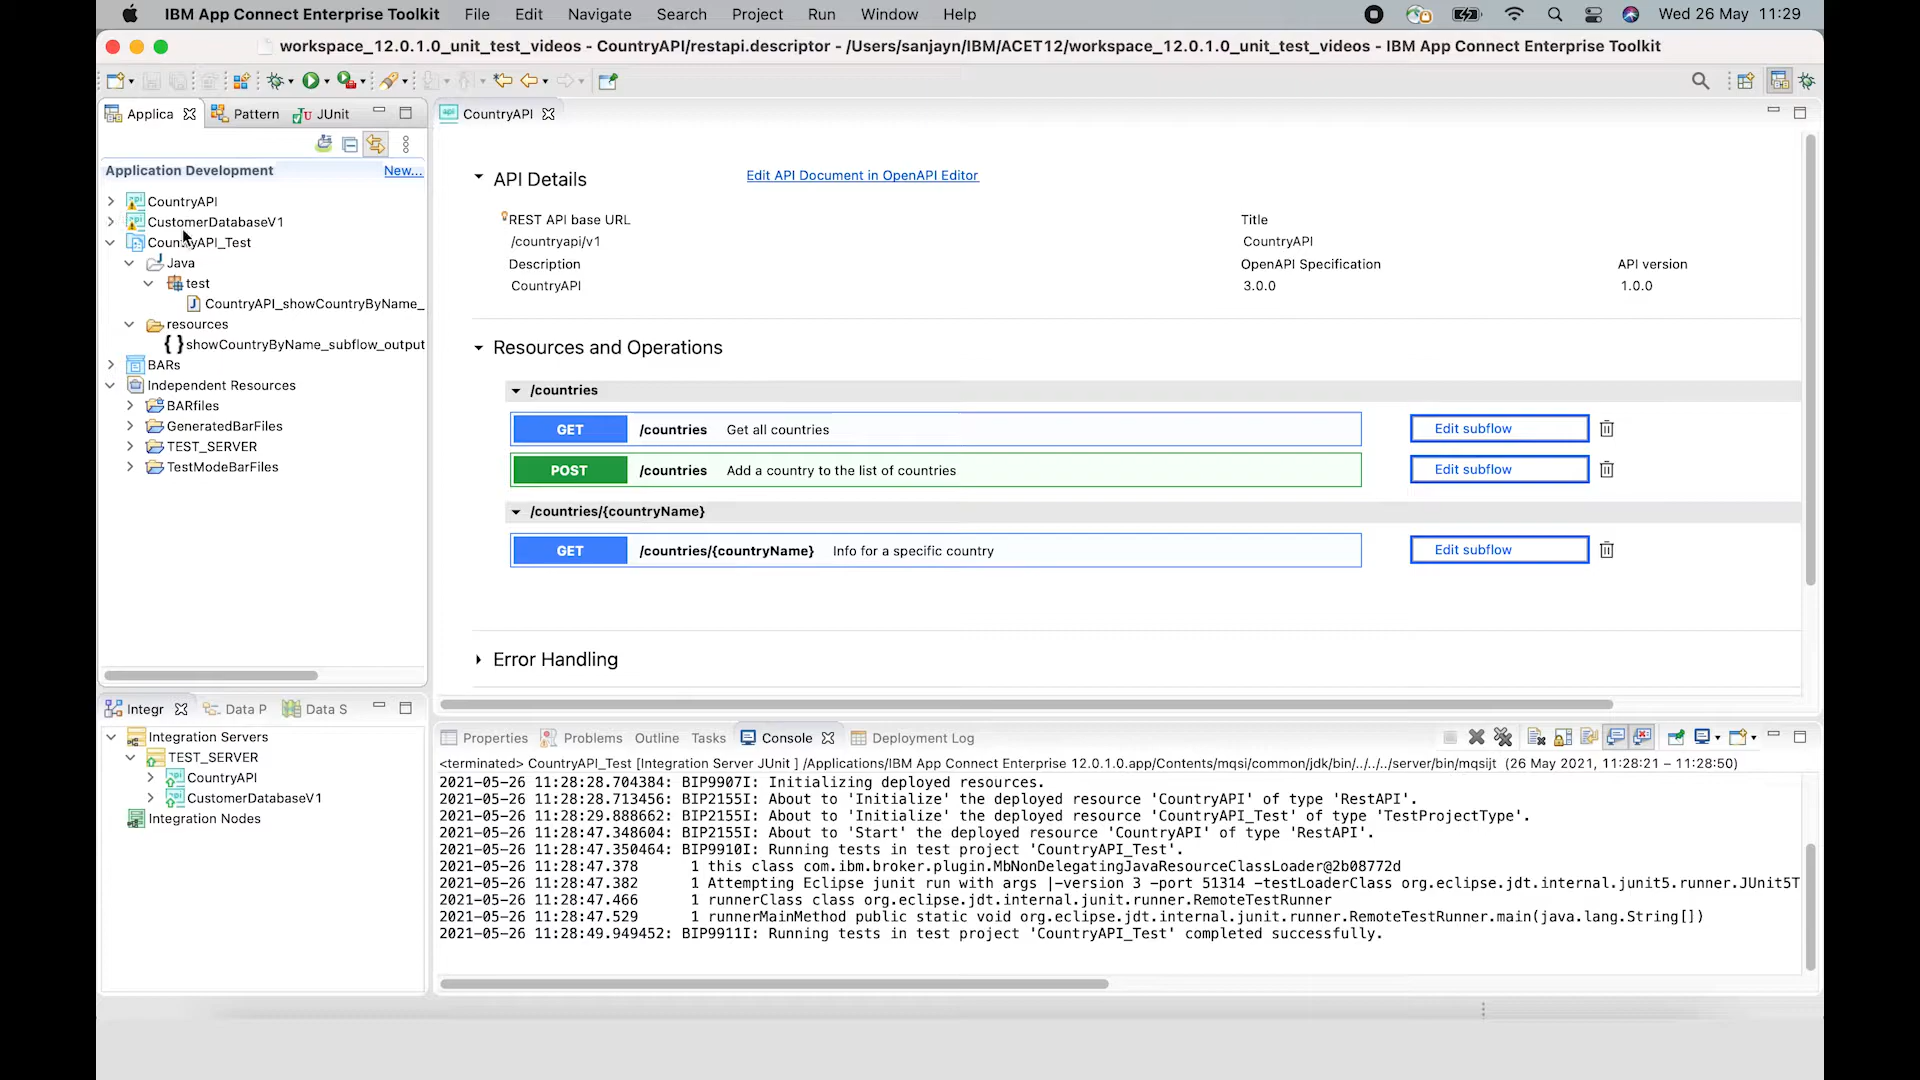 IBM App Connect Enterprise Toolkit File Edit Navigate Search Project Run Window Help Wed 26 May 11:29
workspace_12.0.1.0_unit_test_videos - CountryAPI/restapi.descriptor - /Users/sanjayn/IBM/ACET12/workspace_12.0.1.0_unit_test_videos - IBM App Connect Enterprise Toolkit
Applica Pattern JUnit
CountryAPI
Application Development New...
CountryAPI
CustomerDatabaseV1
CountryAPI_Test
Java
test
CountryAPI_showCountryByName_
resources
{ } showCountryByName_subflow_output
BARs
Independent Resources
BARfiles
GeneratedBarFiles
TEST_SERVER
TestModeBarFiles
API Details Edit API Document in OpenAPI Editor
REST API base URL Title
/countryapi/v1 CountryAPI
Description OpenAPI Specification API version
CountryAPI 3.0.0 1.0.0
Resources and Operations
/countries
GET /countries Get all countries Edit subflow
POST /countries Add a country to the list of countries Edit subflow
/countries/{countryName}
GET /countries/{countryName} Info for a specific country Edit subflow
Error Handling
Integr Data P Data S
Integration Servers
TEST_SERVER
CountryAPI
CustomerDatabaseV1
Integration Nodes
Properties Problems Outline Tasks Console Deployment Log
<terminated> CountryAPI_Test [Integration Server JUnit ] /Applications/IBM App Connect Enterprise 12.0.1.0.app/Contents/mqsi/common/jdk/bin/../../../server/bin/mqsijt (26 May 2021, 11:28:21 – 11:28:50)
2021-05-26 11:28:28.704384: BIP9907I: Initializing deployed resources.
2021-05-26 11:28:28.713456: BIP2155I: About to 'Initialize' the deployed resource 'CountryAPI' of type 'RestAPI'.
2021-05-26 11:28:29.888662: BIP2155I: About to 'Initialize' the deployed resource 'CountryAPI_Test' of type 'TestProjectType'.
2021-05-26 11:28:47.348604: BIP2155I: About to 'Start' the deployed resource 'CountryAPI' of type 'RestAPI'.
2021-05-26 11:28:47.350464: BIP9910I: Running tests in test project 'CountryAPI_Test'.
2021-05-26 11:28:47.378 1 this class com.ibm.broker.plugin.MbNonDelegatingJavaResourceClassLoader@2b08772d
2021-05-26 11:28:47.382 1 Attempting Eclipse junit run with args |-version 3 -port 51314 -testLoaderClass org.eclipse.jdt.internal.junit5.runner.JUnit5T
2021-05-26 11:28:47.466 1 runnerClass class org.eclipse.jdt.internal.junit.runner.RemoteTestRunner
2021-05-26 11:28:47.529 1 runnerMainMethod public static void org.eclipse.jdt.internal.junit.runner.RemoteTestRunner.main(java.lang.String[])
2021-05-26 11:28:49.949452: BIP9911I: Running tests in test project 'CountryAPI_Test' completed successfully.